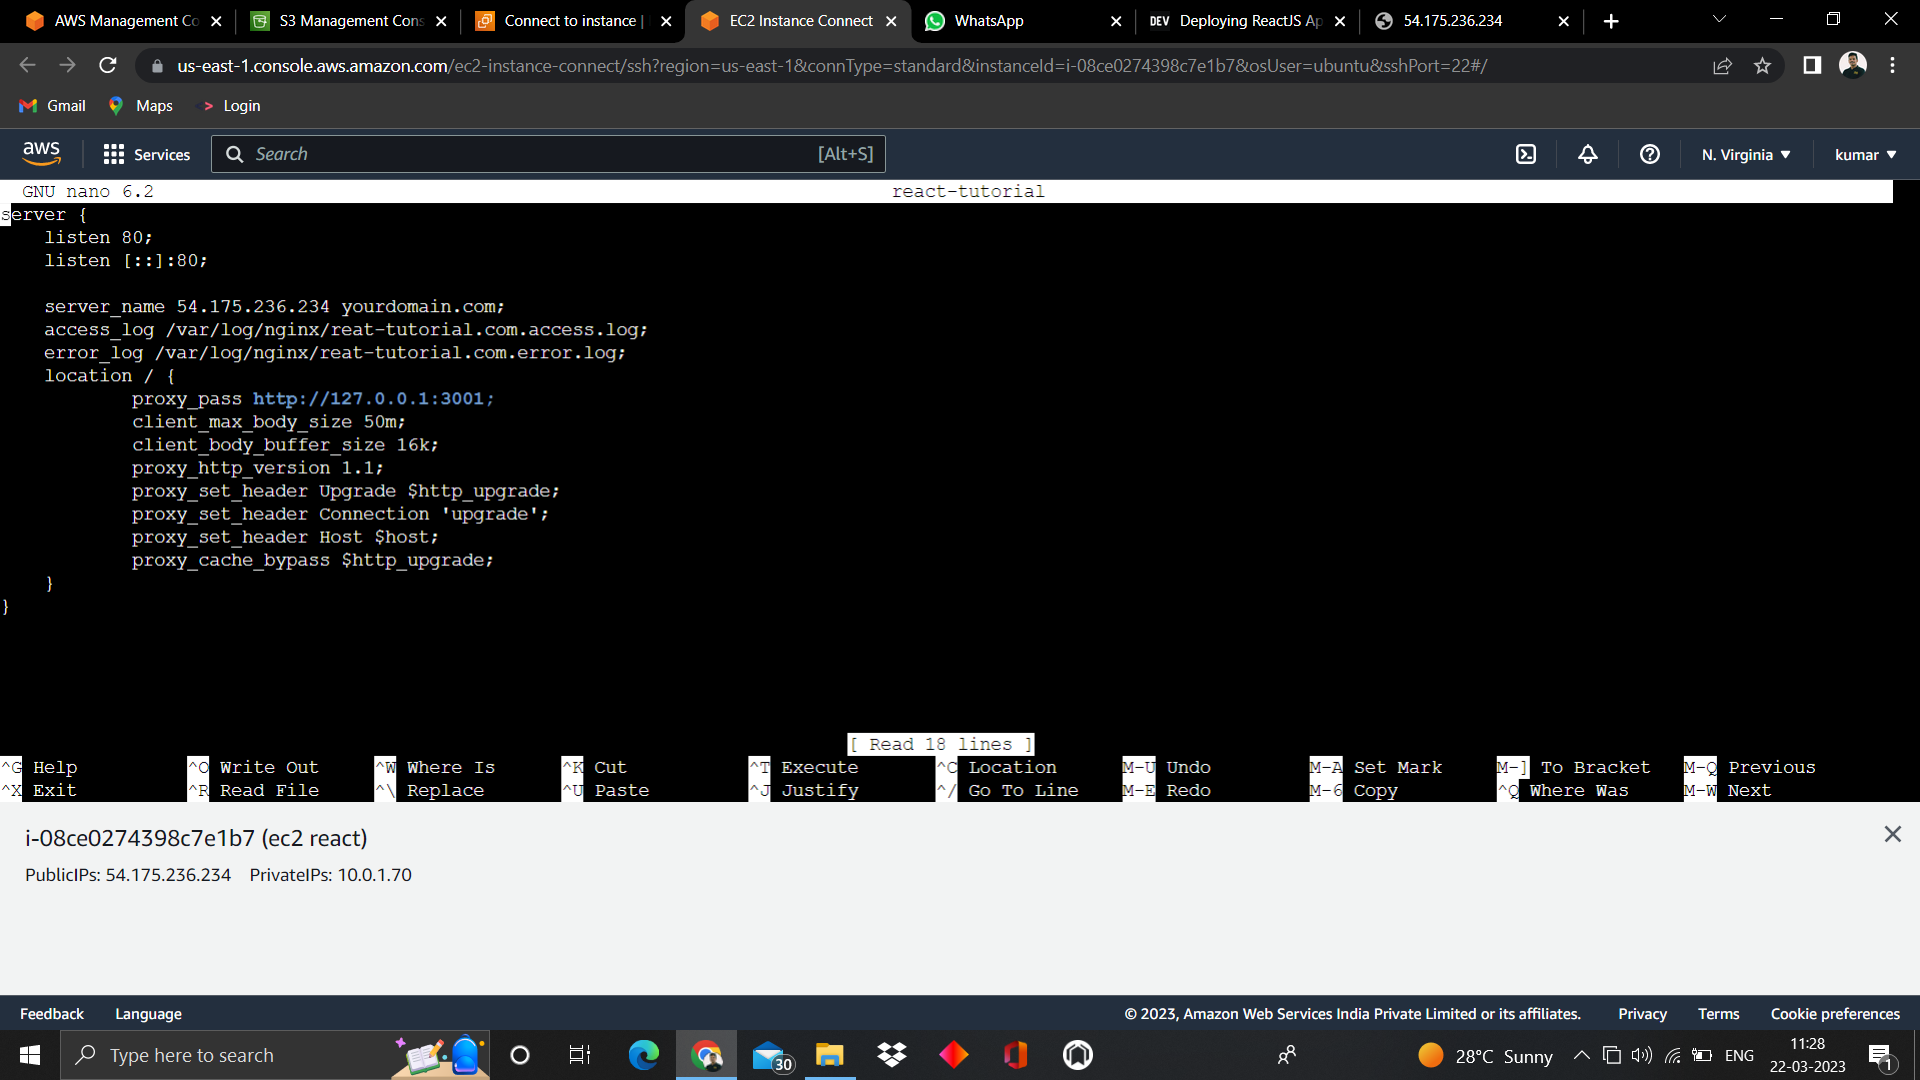 AWS Management Co
S3 Management Cons
Connect to instance |
EC2 Instance Connect
WhatsApp
DEV Deploying ReactJS Ap
54.175.236.234
us-east-1.console.aws.amazon.com/ec2-instance-connect/ssh?region=us-east-1&connType=standard&instanceId=i-08ce0274398c7e1b7&osUser=ubuntu&sshPort=22#/
Gmail Maps Login
aws Services Search [Alt+S] N. Virginia kumar
GNU nano 6.2 react-tutorial
server {
listen 80;
listen [::]:80;
server_name 54.175.236.234 yourdomain.com;
access_log /var/log/nginx/reat-tutorial.com.access.log;
error_log /var/log/nginx/reat-tutorial.com.error.log;
location / {
proxy_pass http://127.0.0.1:3001;
client_max_body_size 50m;
client_body_buffer_size 16k;
proxy_http_version 1.1;
proxy_set_header Upgrade $http_upgrade;
proxy_set_header Connection 'upgrade';
proxy_set_header Host $host;
proxy_cache_bypass $http_upgrade;
}
}
[ Read 18 lines ]
^G Help ^O Write Out ^W Where Is ^K Cut ^T Execute ^C Location M-U Undo M-A Set Mark M-] To Bracket M-Q Previous
^X Exit ^R Read File ^\ Replace ^U Paste ^J Justify ^/ Go To Line M-E Redo M-6 Copy ^Q Where Was M-W Next
i-08ce0274398c7e1b7 (ec2 react)
PublicIPs: 54.175.236.234 PrivateIPs: 10.0.1.70
Feedback Language © 2023, Amazon Web Services India Private Limited or its affiliates. Privacy Terms Cookie preferences
Type here to search 30 28°C Sunny ENG 11:28
22-03-2023 1